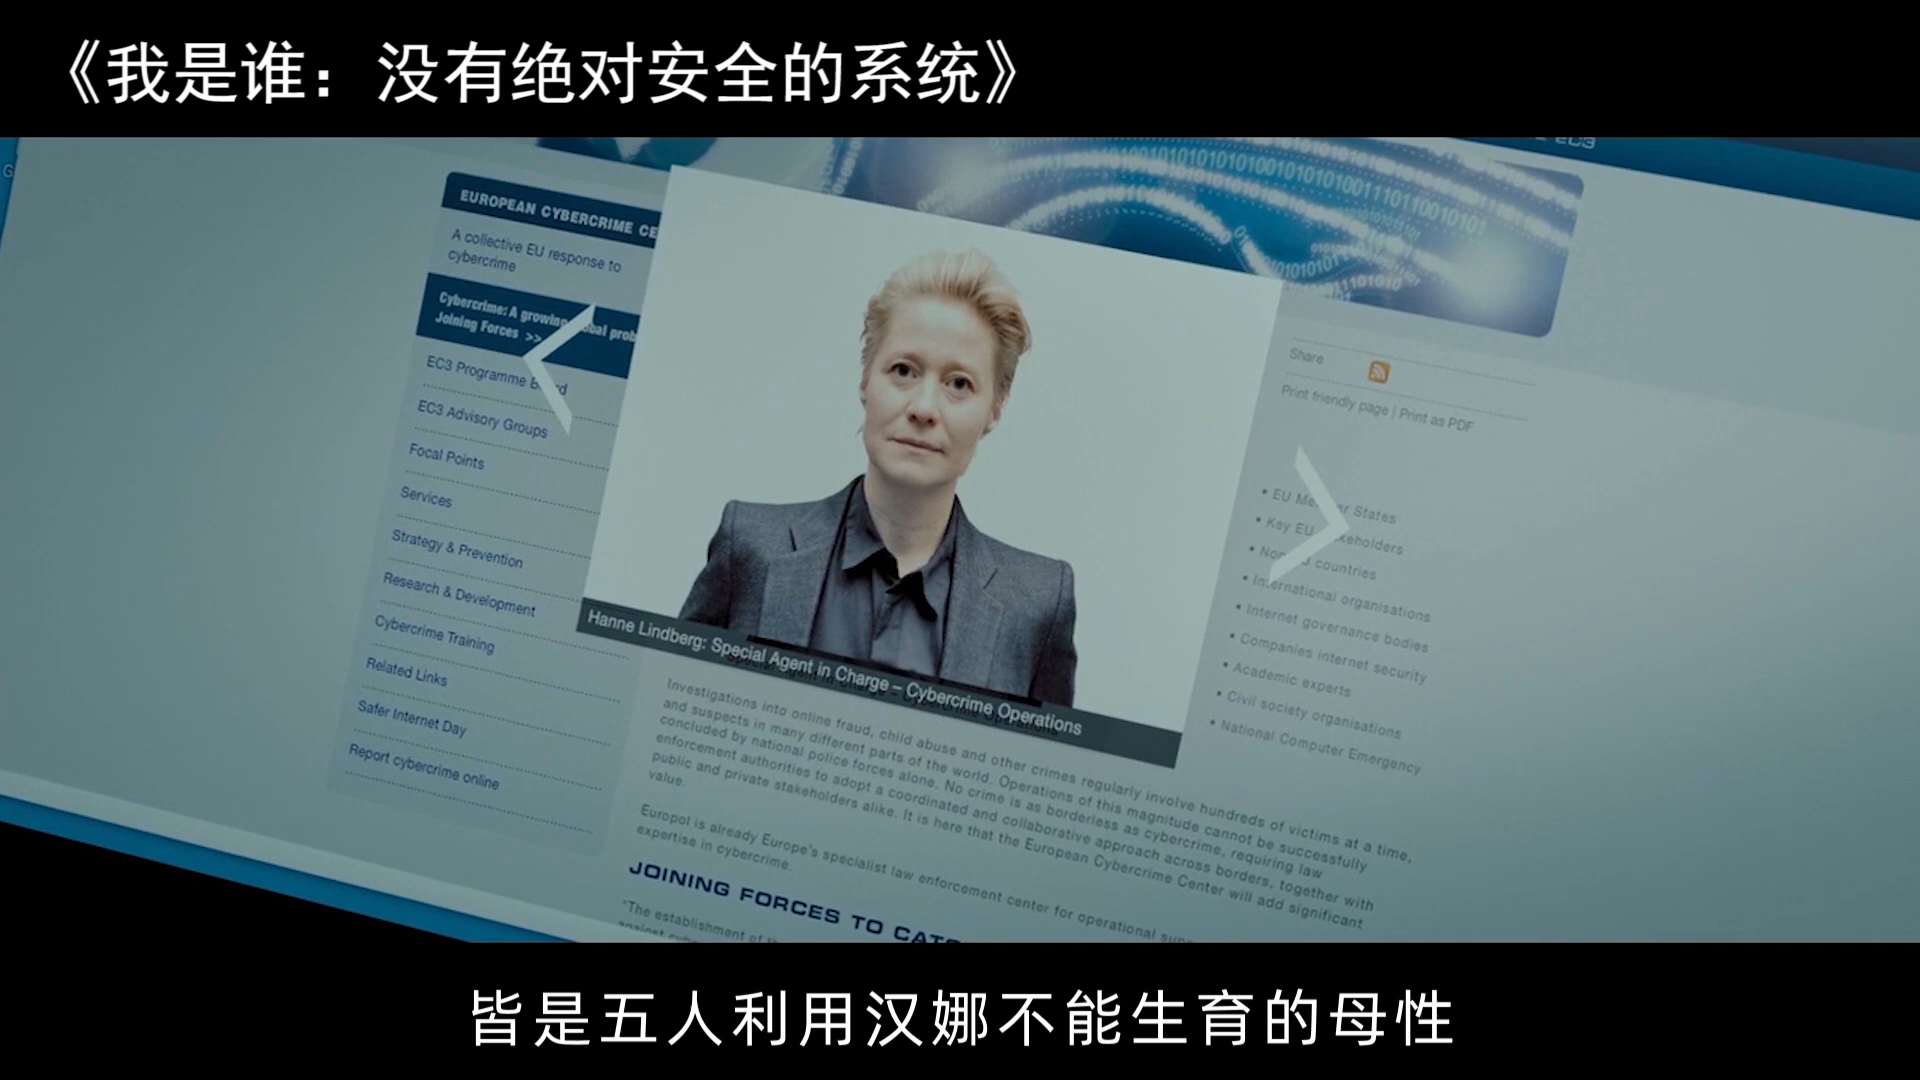 《我是谁：没有绝对安全的系统》
EUROPEAN CYBERCRIME CE
A collective EU response to
cybercrime
Cybercrime: A growing
Joining Forces >>
EC3 Programme
EC3 Advisory Groups
Focal Points
Services
Strategy & Prevention
Research & Development
Cybercrime Training
Related Links
Safer Internet Day
Report cybercrime online
Hanne Lindberg: Special Agent in Charge – Cybercrime Operations
Share
Print friendly page | Print as PDF
• EU States
• Key EU
• countries
• International organisations
• Internet governance bodies
• Companies internet security
• Academic experts
• Civil society organisations
• National Computer Emergency
Investigations into online fraud, child abuse and other crimes regularly involve hundreds of victims at a time,
and suspects in many different parts of the world. Operations of this magnitude cannot be successfully
concluded by national police forces alone. No crime is as borderless as cybercrime, requiring law
enforcement authorities to adopt a coordinated and collaborative approach across borders, together with
public and private stakeholders alike. It is here that the European Cybercrime Center will add significant
value.
Europol is already Europe's specialist law enforcement center for operational
expertise in cybercrime.
JOINING FORCES TO
"The establishment of
皆是五人利用汉娜不能生育的母性